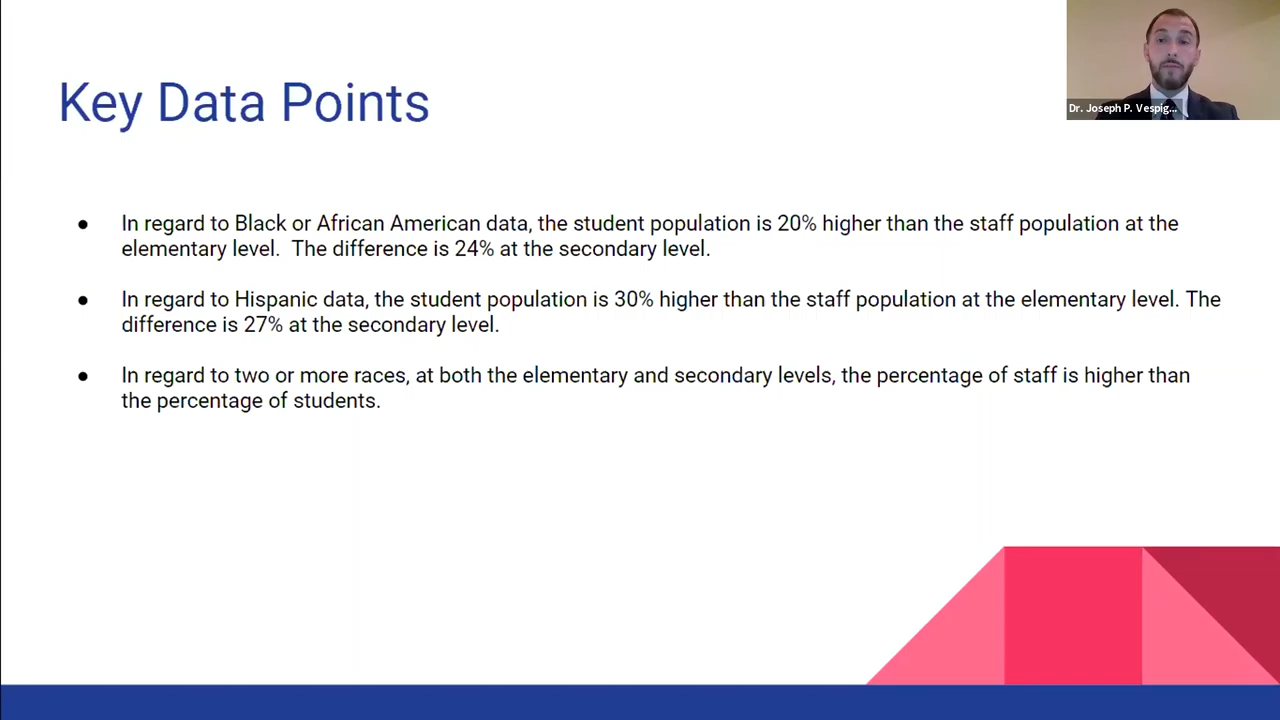 Key Data Points
Dr. Joseph P. Vespig...
● In regard to Black or African American data, the student population is 20% higher than the staff population at the
elementary level.  The difference is 24% at the secondary level.
● In regard to Hispanic data, the student population is 30% higher than the staff population at the elementary level. The
difference is 27% at the secondary level.
● In regard to two or more races, at both the elementary and secondary levels, the percentage of staff is higher than
the percentage of students.